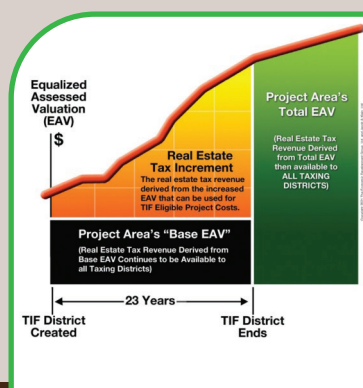 Equalized
Assessed
Valuation
(EAV)
$
Real Estate
Tax Increment
The real estate tax revenue
derived from the increased
EAV that can be used for
TIF Eligible Project Costs.
Project Area's
Total EAV
(Real Estate Tax
Revenue Derived
from Total EAV
then available to
ALL TAXING
DISTRICTS)
Project Area's "Base EAV"
(Real Estate Tax Revenue Derived from
Base EAV Continues to be Available to
all Taxing Districts)
23 Years
TIF District
Created
TIF District
Ends